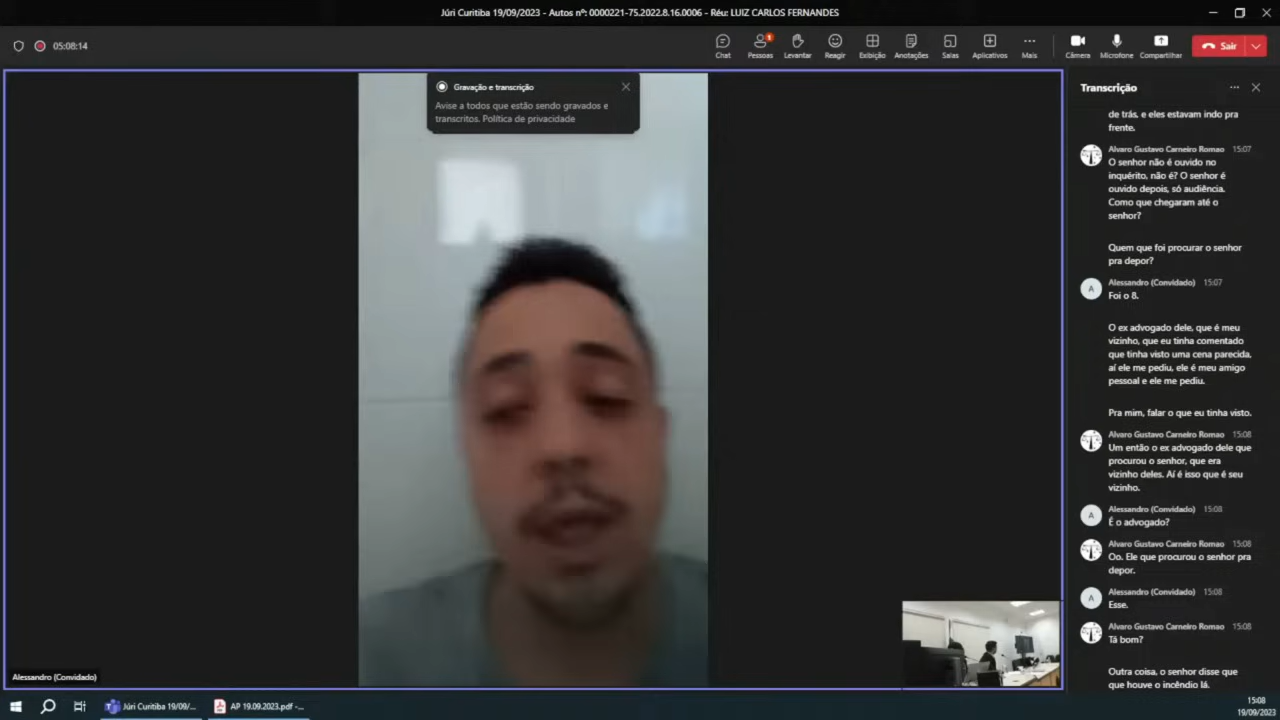 Júri Curitiba 19/09/2023 - Autos nº: 0000221-75.2022.8.16.0006 - Réu: LUIZ CARLOS FERNANDES
05:08:14
Chat
Pessoas
Levantar
Reagir
Exibição
Anotações
Salas
Aplicativos
Mais
Câmera
Microfone
Compartilhar
Sair
Gravação e transcrição
Avise a todos que estão sendo gravados e
transcritos. Política de privacidade
Alessandro (Convidado)
Transcrição
de trás, e eles estavam indo pra
frente.
Alvaro Gustavo Carneiro Romao 15:07
O senhor não é ouvido no
inquérito, não é? O senhor é
ouvido depois, só audiência.
Como que chegaram até o
senhor?
Quem que foi procurar o senhor
pra depor?
A
Alessandro (Convidado) 15:07
Foi o 8.
O ex advogado dele, que é meu
vizinho, que eu tinha comentado
que tinha visto uma cena parecida,
aí ele me pediu, ele é meu amigo
pessoal e ele me pediu.
Pra mim, falar o que eu tinha visto.
Alvaro Gustavo Carneiro Romao 15:08
Um então o ex advogado dele que
procurou o senhor, que era
vizinho deles. Aí é isso que é seu
vizinho.
A
Alessandro (Convidado) 15:08
É o advogado?
Alvaro Gustavo Carneiro Romao 15:08
Oo. Ele que procurou o senhor pra
depor.
A
Alessandro (Convidado) 15:08
Esse.
Alvaro Gustavo Carneiro Romao 15:08
Tá bom?
Outra coisa, o senhor disse que
que houve o incêndio lá.
Júri Curitiba 19/09/...
AP 19.09.2023.pdf -...
15:08
19/09/2023